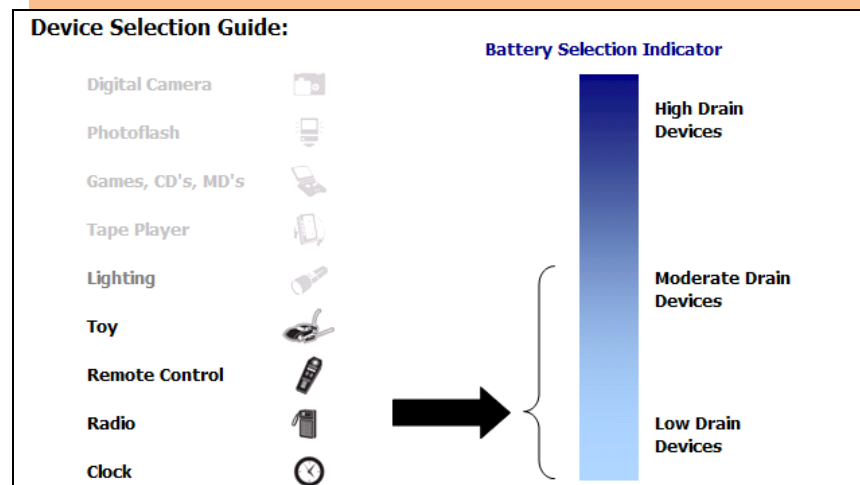 Device Selection Guide:
Battery Selection Indicator
Digital Camera
Photoflash
Games, CD's, MD's
Tape Player
Lighting
Toy
Remote Control
Radio
Clock
High Drain
Devices
Moderate Drain
Devices
Low Drain
Devices